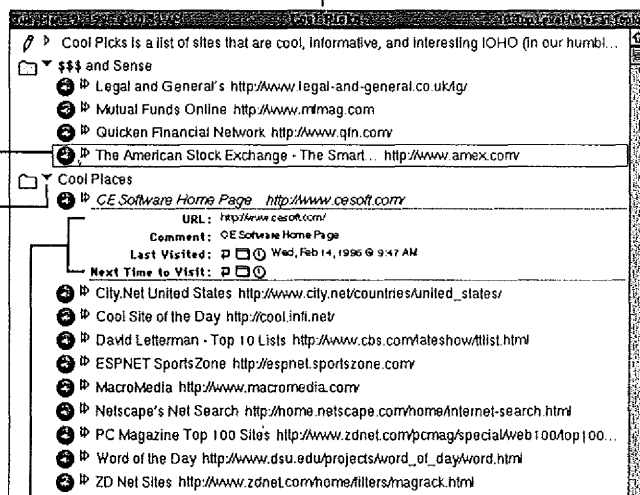 Cool Picks
Cool Picks is a list of sites that are cool, informative, and interesting IOHO (in our humbl...
$$$ and Sense
Legal and General's http://www.legal-and-general.co.uk/lg/
Mutual Funds Online http://www.mfmag.com
Quicken Financial Network http://www.qfn.com/
The American Stock Exchange - The Smart... http://www.amex.com/
Cool Places
CE Software Home Page http://www.cesoft.com/
URL: http://www.cesoft.com/
Comment: CE Software Home Page
Last Visited: Wed, Feb 14, 1996 @ 9:47 AM
Next Time to Visit:
City.Net United States http://www.city.net/countries/united_states/
Cool Site of the Day http://cool.infi.net/
David Letterman - Top 10 Lists http://www.cbs.com/lateshow/ttlist.html
ESPNET SportsZone http://espnet.sportszone.com/
MacroMedia http://www.macromedia.com/
Netscape's Net Search http://home.netscape.com/home/internet-search.html
PC Magazine Top 100 Sites http://www.zdnet.com/pcmag/special/web100/top100...
Word of the Day http://www.dsu.edu/projects/word_of_day/word.html
ZD Net Sites http://www.zdnet.com/home/filters/magrack.html